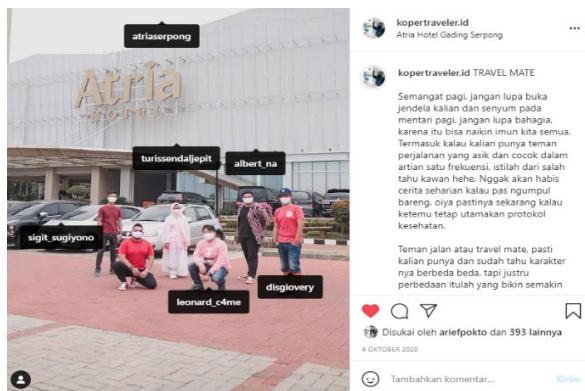 atriaserpong
Atria
HOTEL
turissendaljepit
albert_na
sigit_sugiyono
disgiovery
leonard_c4me
kopertraveler.id
Atria Hotel Gading Serpong
kopertraveler.id TRAVEL MATE
Semangat pagi, jangan lupa buka
jendela kalian dan senyum pada
mentari pagi, jangan lupa bahagia,
karena itu bisa naikin imun kita semua.
Termasuk kalau kalian punya teman
perjalanan yang asik dan cocok dalam
artian satu frekuensi, istilah dari salah
tahu kawan hehe. Nggak akan habis
cerita seharian kalau pas ngumpul
bareng, oiya pastinya sekarang kalau
ketemu tetap utamakan protokol
kesehatan.
Teman jalan atau travel mate, pasti
kalian punya dan sudah tahu karakter
nya berbeda beda, tapi justru
perbedaan itulah yang bikin semakin
Disukai oleh ariefpokto dan 393 lainnya
4 OKTOBER 2020
Tambahkan komentar...
Kirim